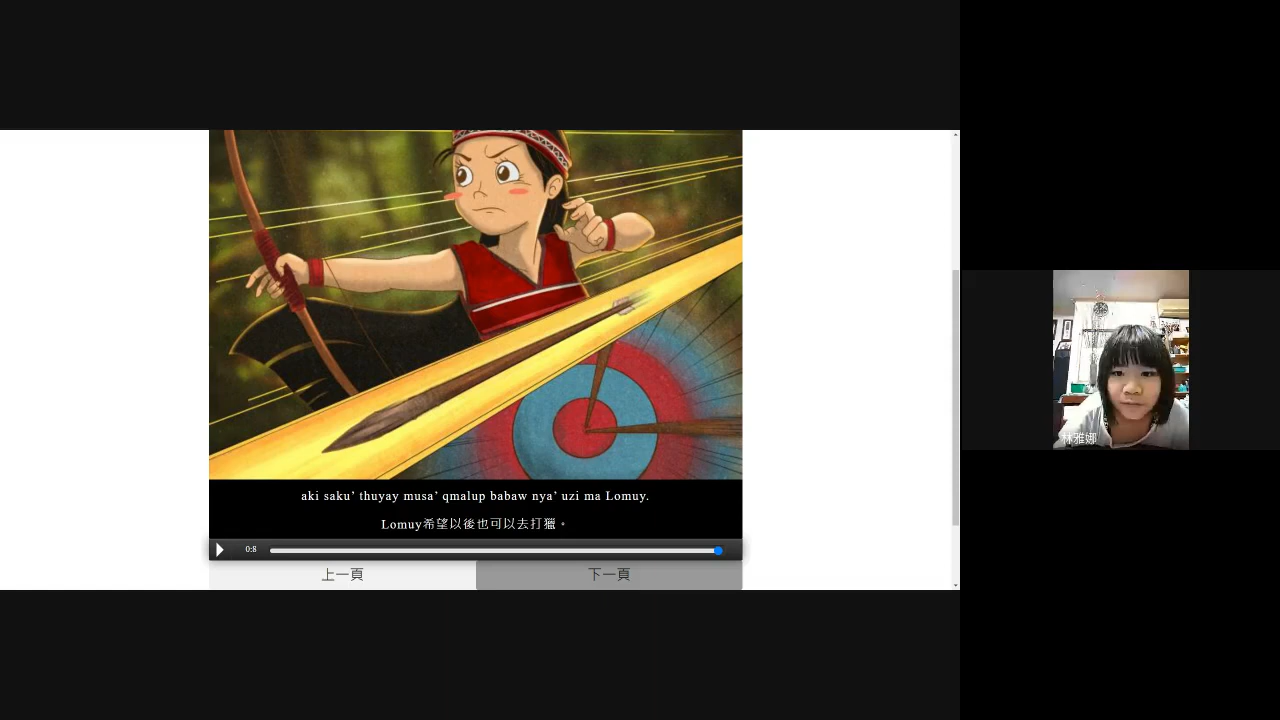 aki saku’ thuyay musa’ qmalup babaw nya’ uzi ma Lomuy.
Lomuy希望以後也可以去打獵。
0:8
上一頁
下一頁
林雅娜